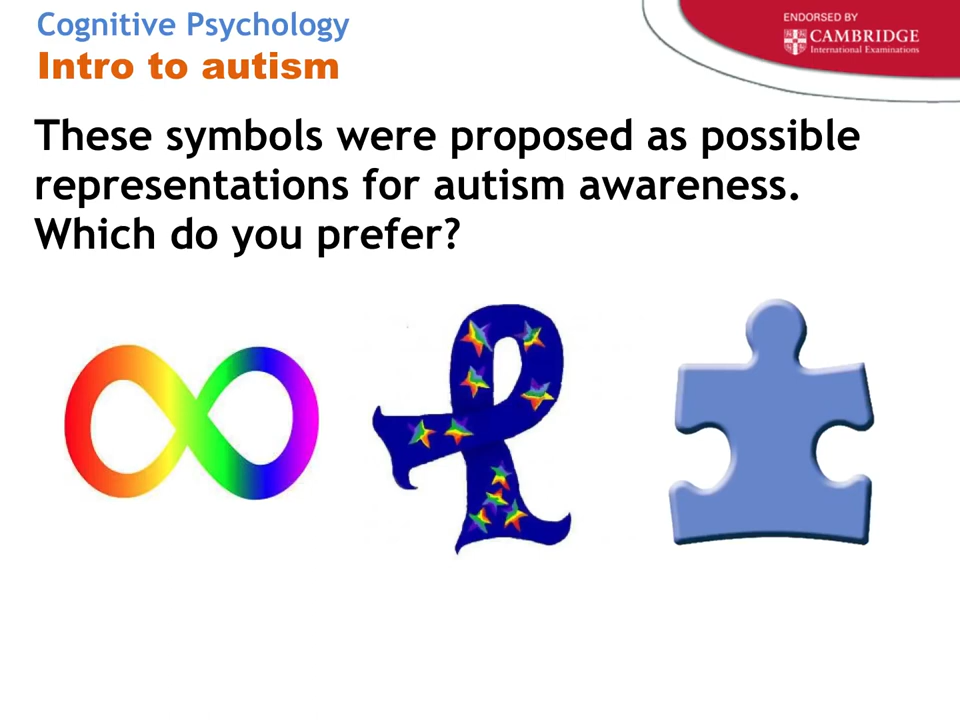 Cognitive Psychology
Intro to autism
ENDORSED BY
CAMBRIDGE
International Examinations
These symbols were proposed as possible
representations for autism awareness.
Which do you prefer?